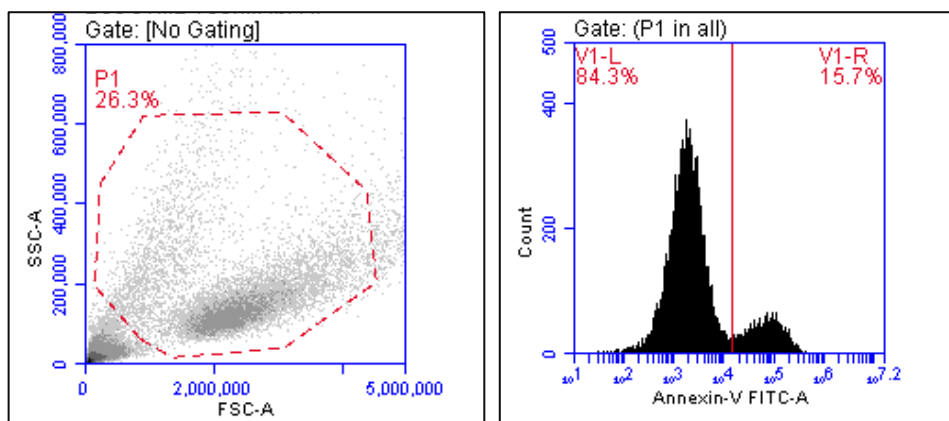 Gate: [No Gating]
P1
26.3%
800,000
600,000
400,000
200,000
0
SSC-A
0
2,000,000
5,000,000
FSC-A
Gate: (P1 in all)
V1-L
84.3%
V1-R
15.7%
500
400
200
0
Count
10^1
10^2
10^3
10^4
10^5
10^6
10^7.2
Annexin-V FITC-A